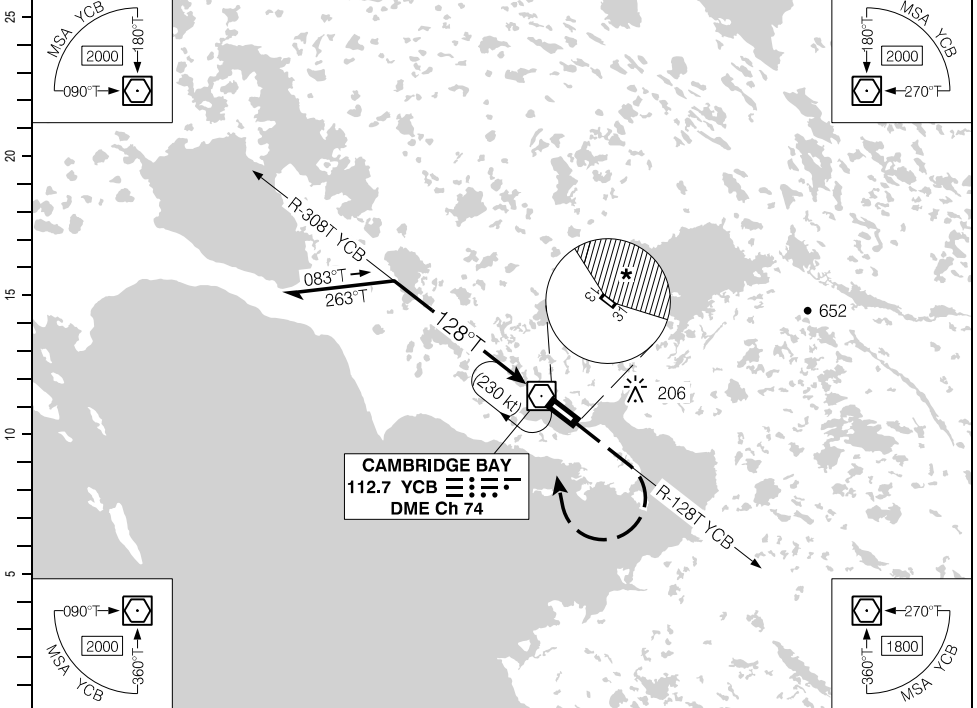 25
20
15
10
5
MSA YCB
2000
180°T
090°T
MSA YCB
2000
180°T
270°T
R-308T YCB
083°T
263°T
128°T
*
13
31
652
(230 kt)
206
CAMBRIDGE BAY
112.7 YCB
DME Ch 74
R-128T YCB
090°T
2000
360°T
MSA YCB
270°T
1800
360°T
MSA YCB